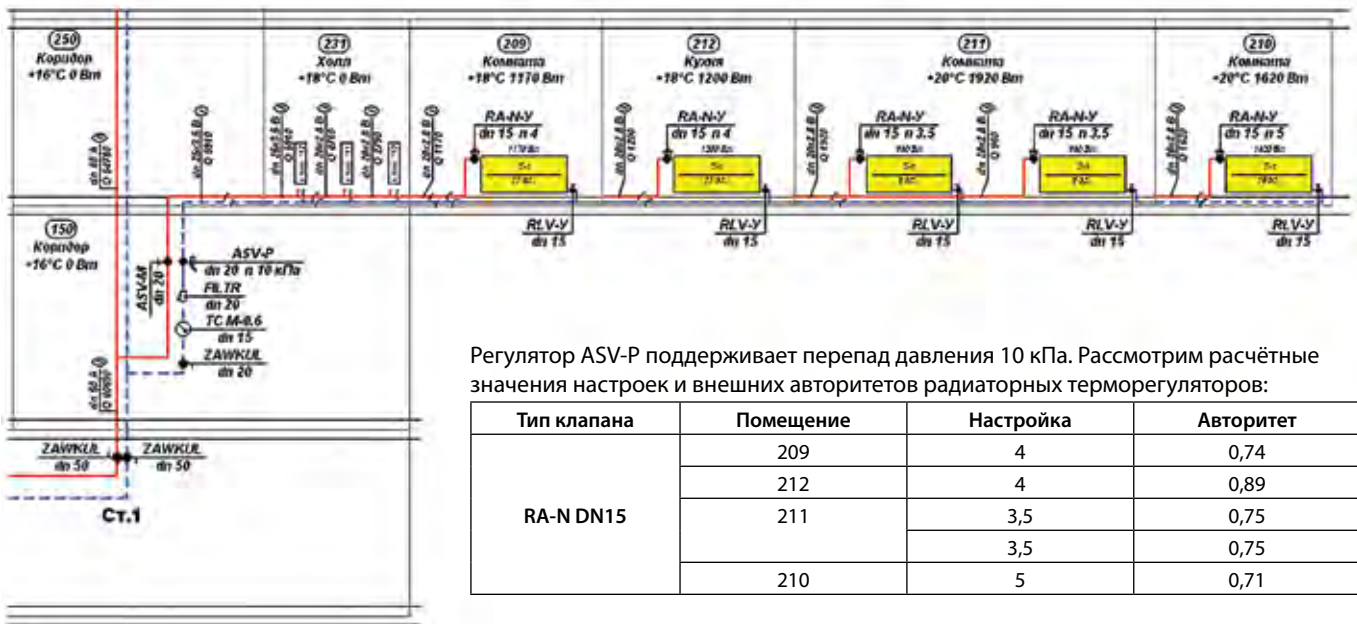 250
Коридор
+16°C 0 Вт
231
Холл
+18°C 0 Вт
209
Комната
+18°C 1170 Вт
212
Кухня
+18°C 1200 Вт
211
Комната
+20°C 1920 Вт
210
Комната
+20°C 1620 Вт
RA-N-У
dn 15 n 4
RA-N-У
dn 15 n 4
RA-N-У
dn 15 n 3,5
RA-N-У
dn 15 n 3,5
RA-N-У
dn 15 n 5
RLV-У
dn 15
RLV-У
dn 15
RLV-У
dn 15
RLV-У
dn 15
RLV-У
dn 15
150
Коридор
+16°C 0 Вт
ASV-M
dn 20
ASV-P
dn 20 n 10 кПа
FILTR
dn 20
TC M-0.6
dn 15
ZAWKUL
dn 20
ZAWKUL
dn 50
ZAWKUL
dn 50
Ст.1
Регулятор ASV-P поддерживает перепад давления 10 кПа. Рассмотрим расчётные
значения настроек и внешних авторитетов радиаторных терморегуляторов:
Тип клапана Помещение Настройка Авторитет
RA-N DN15
209 4 0,74
212 4 0,89
211 3,5 0,75
3,5 0,75
210 5 0,71